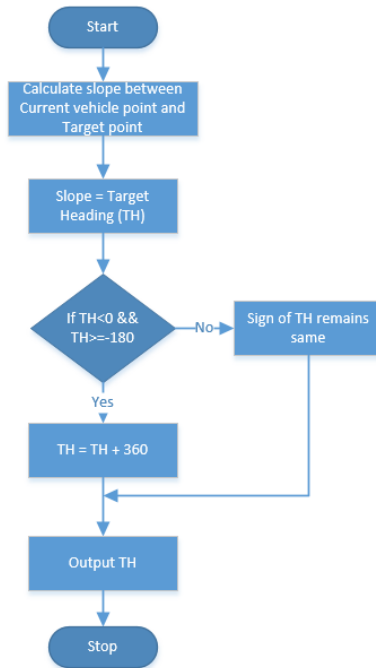 Start
Calculate slope between
Current vehicle point and
Target point
Slope = Target
Heading (TH)
If TH<0 &&
TH>=-180
No
Sign of TH remains
same
Yes
TH = TH + 360
Output TH
Stop